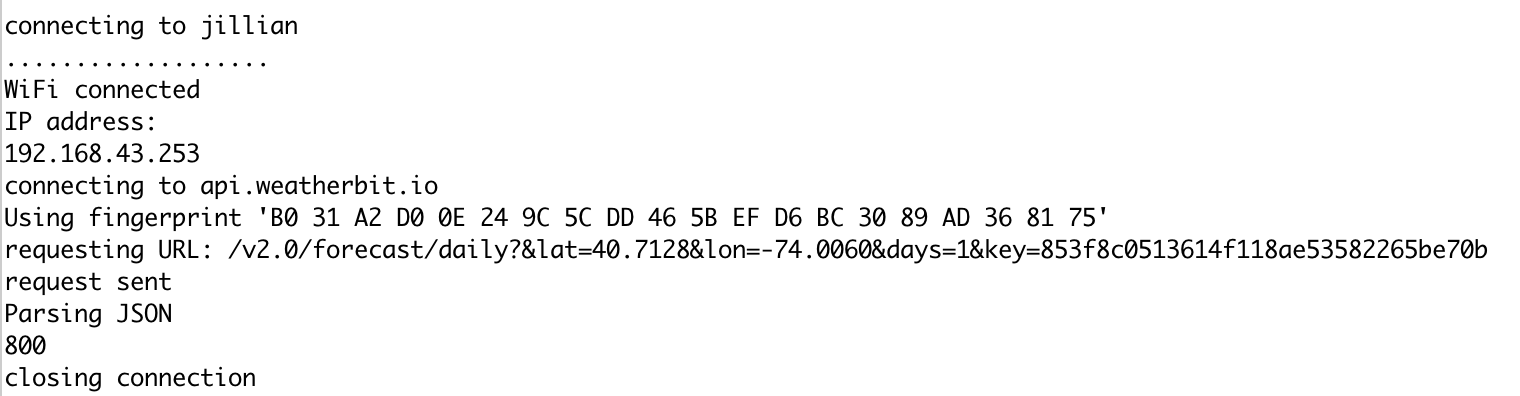 connecting to jillian
...................
WiFi connected
IP address:
192.168.43.253
connecting to api.weatherbit.io
Using fingerprint 'B0 31 A2 D0 0E 24 9C 5C DD 46 5B EF D6 BC 30 89 AD 36 81 75'
requesting URL: /v2.0/forecast/daily?&lat=40.7128&lon=-74.0060&days=1&key=853f8c0513614f118ae53582265be70b
request sent
Parsing JSON
800
closing connection